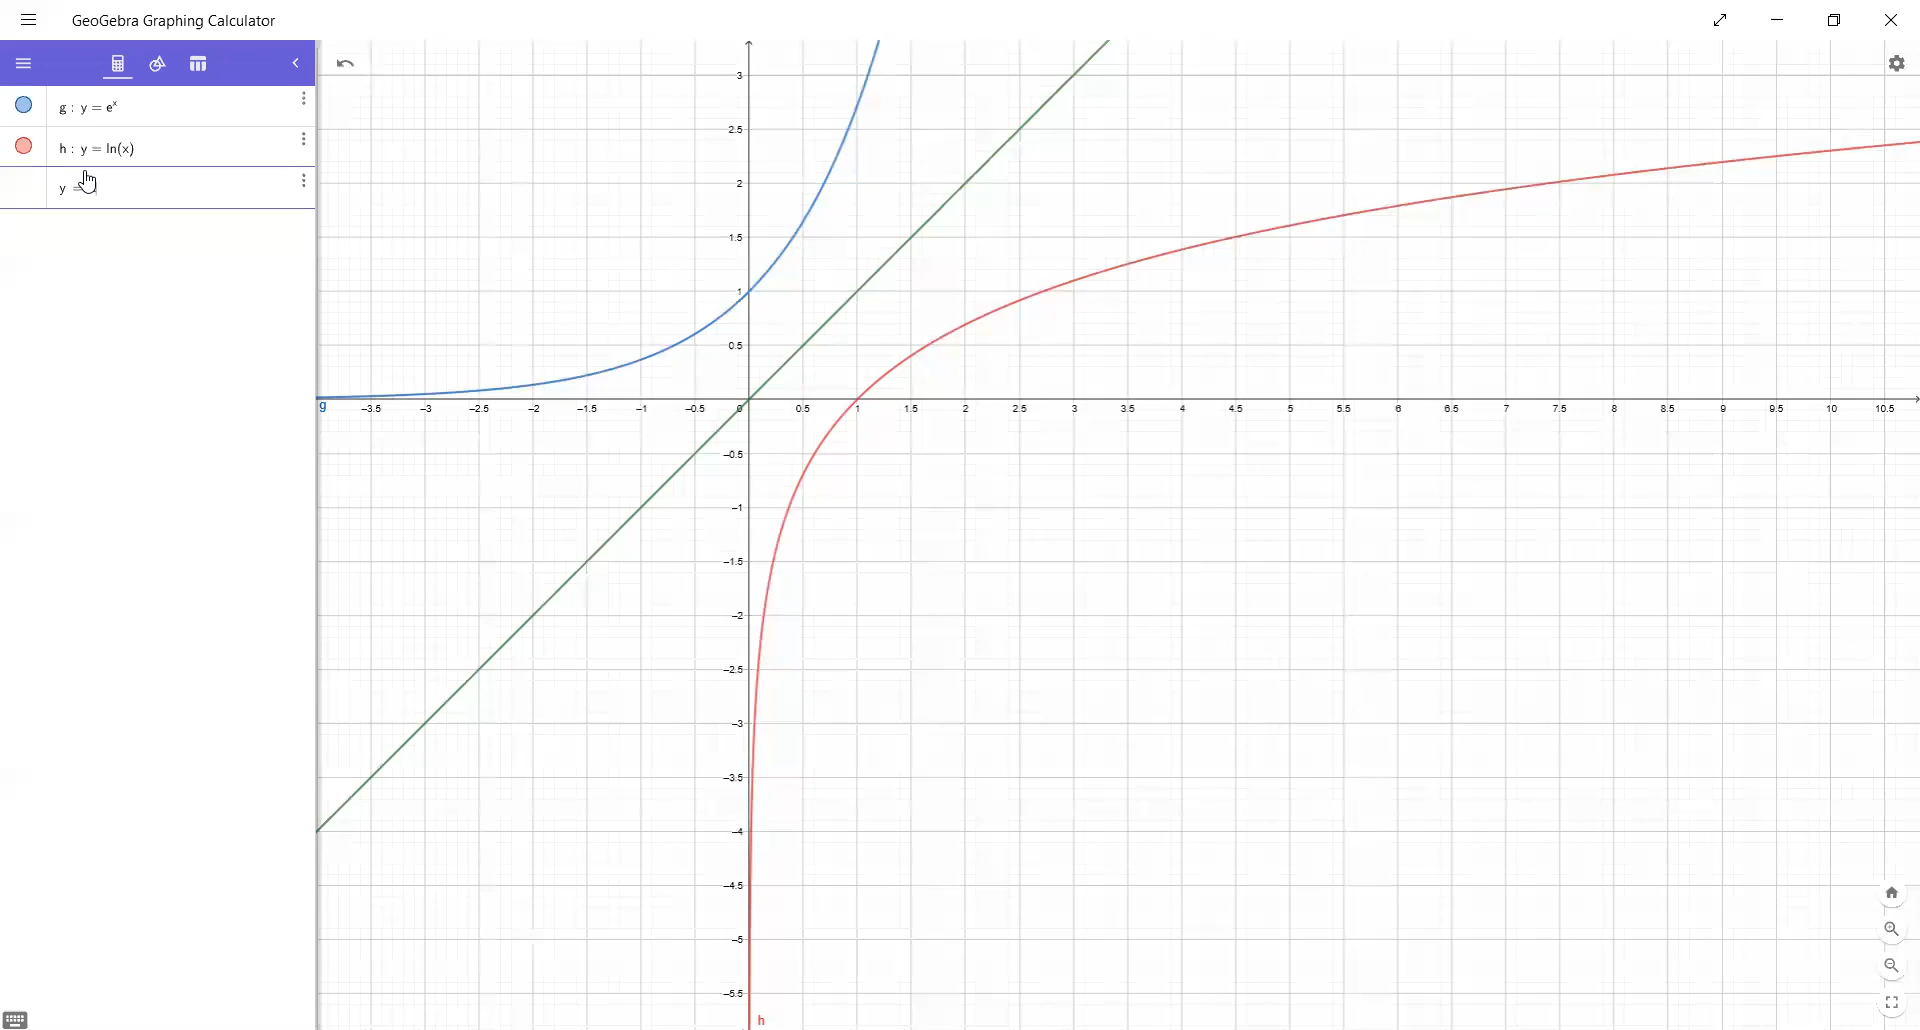 GeoGebra Graphing Calculator
g : y = eˣ
h : y = ln(x)
y =
3
2.5
2
1.5
1
0.5
g
−3.5 −3 −2.5 −2 −1.5 −1 −0.5 0 0.5 1 1.5 2 2.5 3 3.5 4 4.5 5 5.5 6 6.5 7 7.5 8 8.5 9 9.5 10 10.5
−0.5
−1
−1.5
−2
−2.5
−3
−3.5
−4
−4.5
−5
−5.5
h